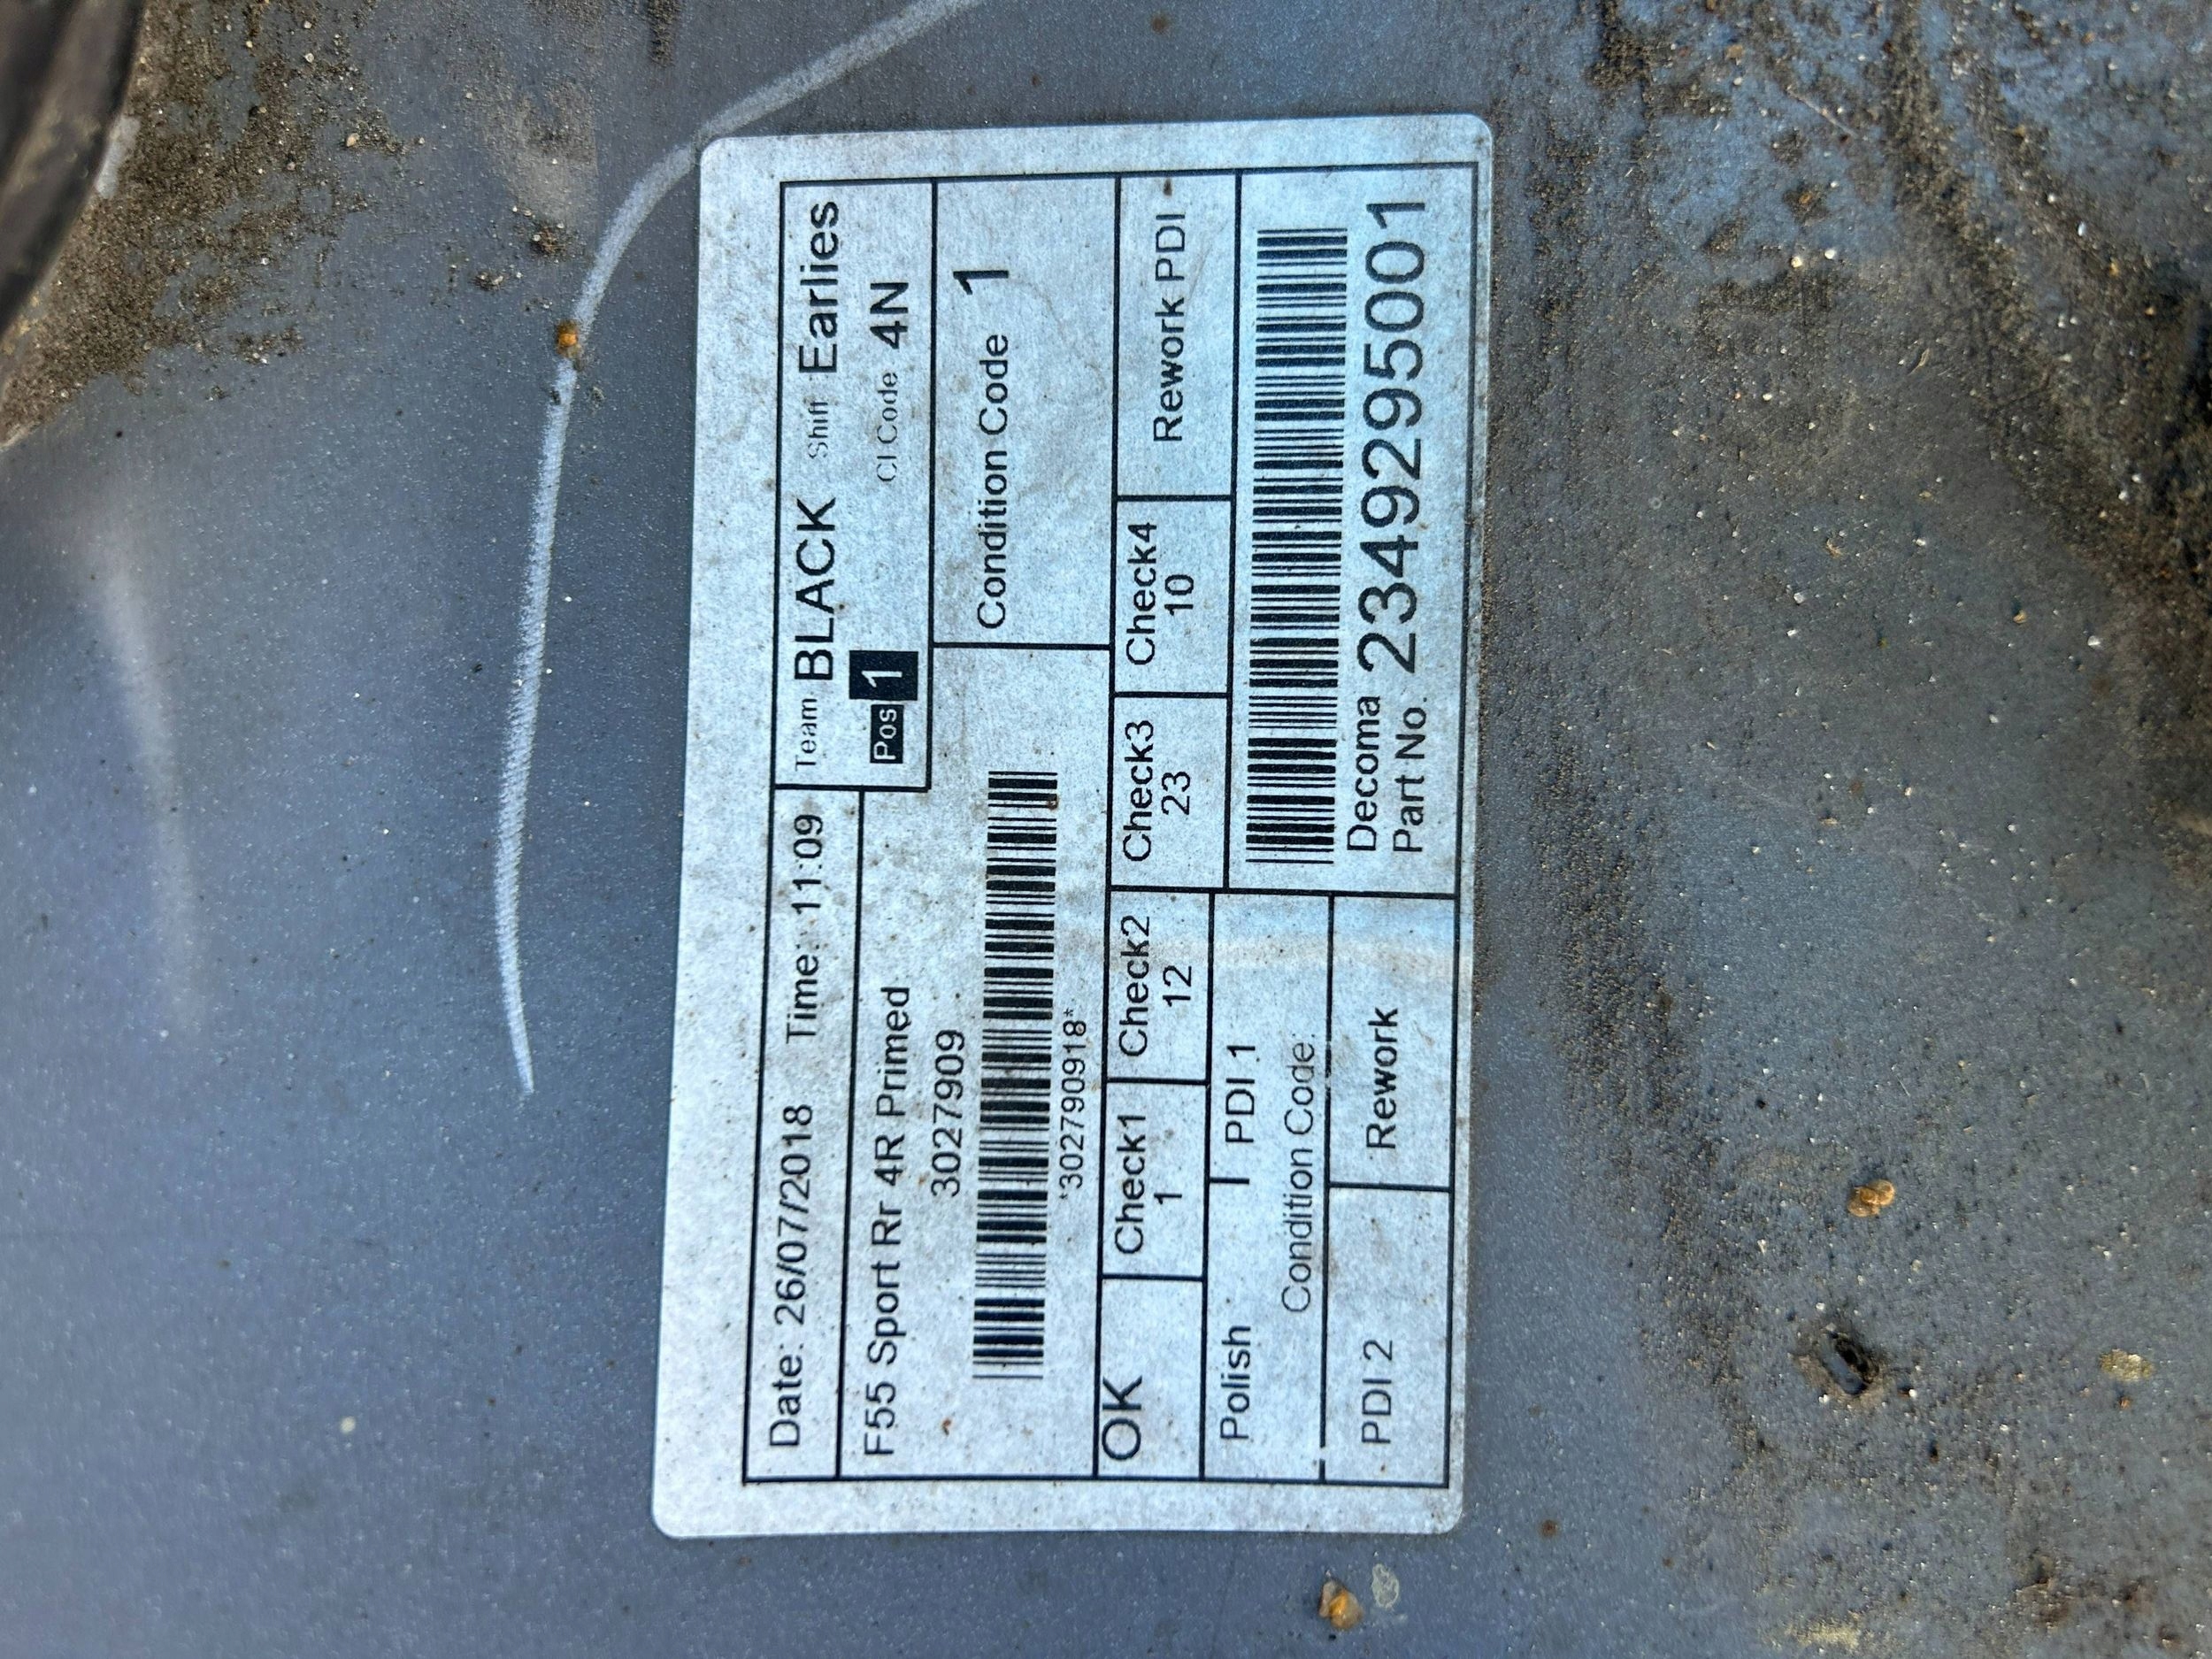 Date: 26/07/2018 Time: 11:09
Team BLACK Shift Earlies
Pos 1 CI Code 4N
F55 Sport Rr 4R Primed
3027909
*302790918*
Condition Code 1
OK Check1 Check2 Check3 Check4 Rework PDI
1 12 23 10
Polish PDI 1
Condition Code:
PDI 2 Rework
Decoma
Part No. 2349295001